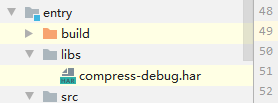 entry
build
libs
compress-debug.har
src
48
49
50
51
52